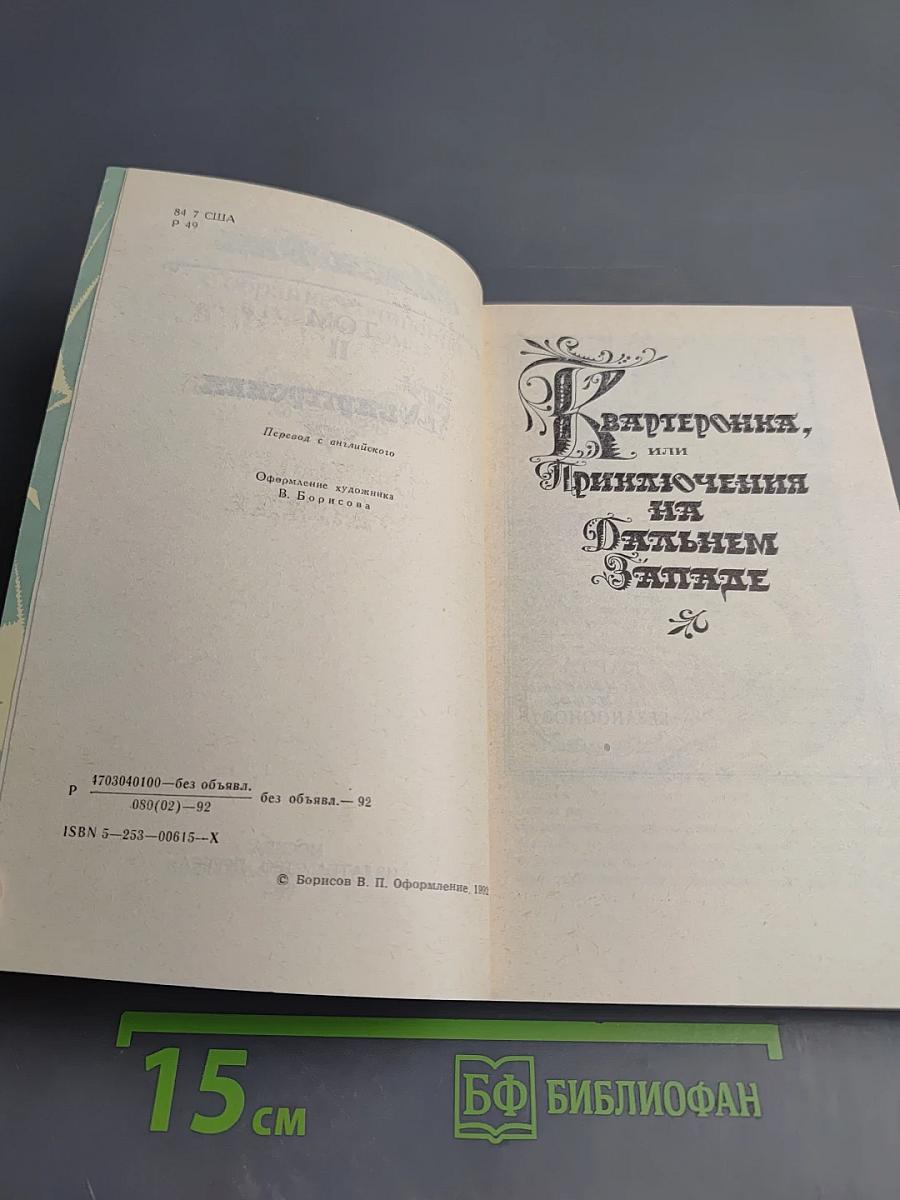 84 7 США
Р 49
Перевод с английского
Оформление художника
В. Борисова
Р 4703040100—без объявл. без объявл.— 92
080(02)—92
ISBN 5—253—00615—X
© Борисов В. П. Оформление, 1992
Квартеронка,
или
Приключения
на
Дальнем
Западе
15 см
БФ БИБЛИОФАН